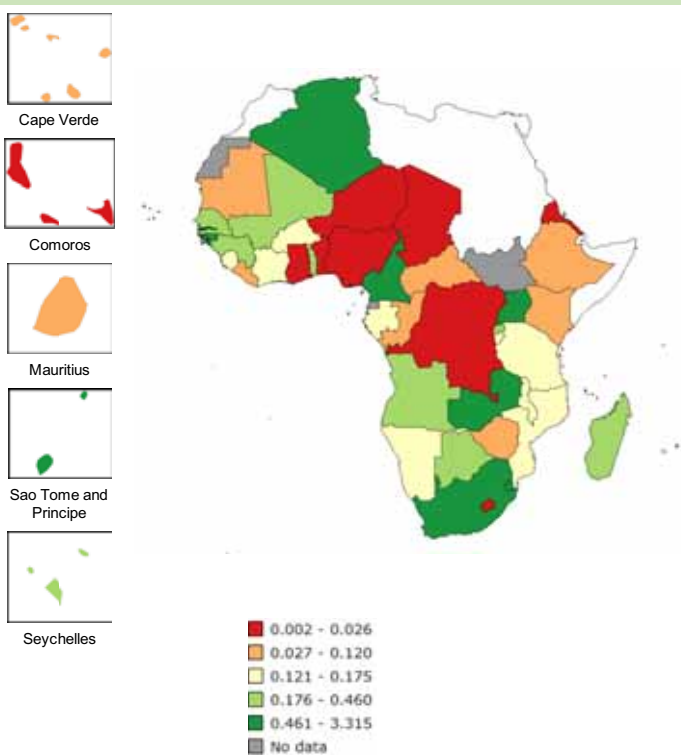 Cape Verde
Comoros
Mauritius
Sao Tome and
Principe
Seychelles
0.002 - 0.026
0.027 - 0.120
0.121 - 0.175
0.176 - 0.460
0.461 - 3.315
No data